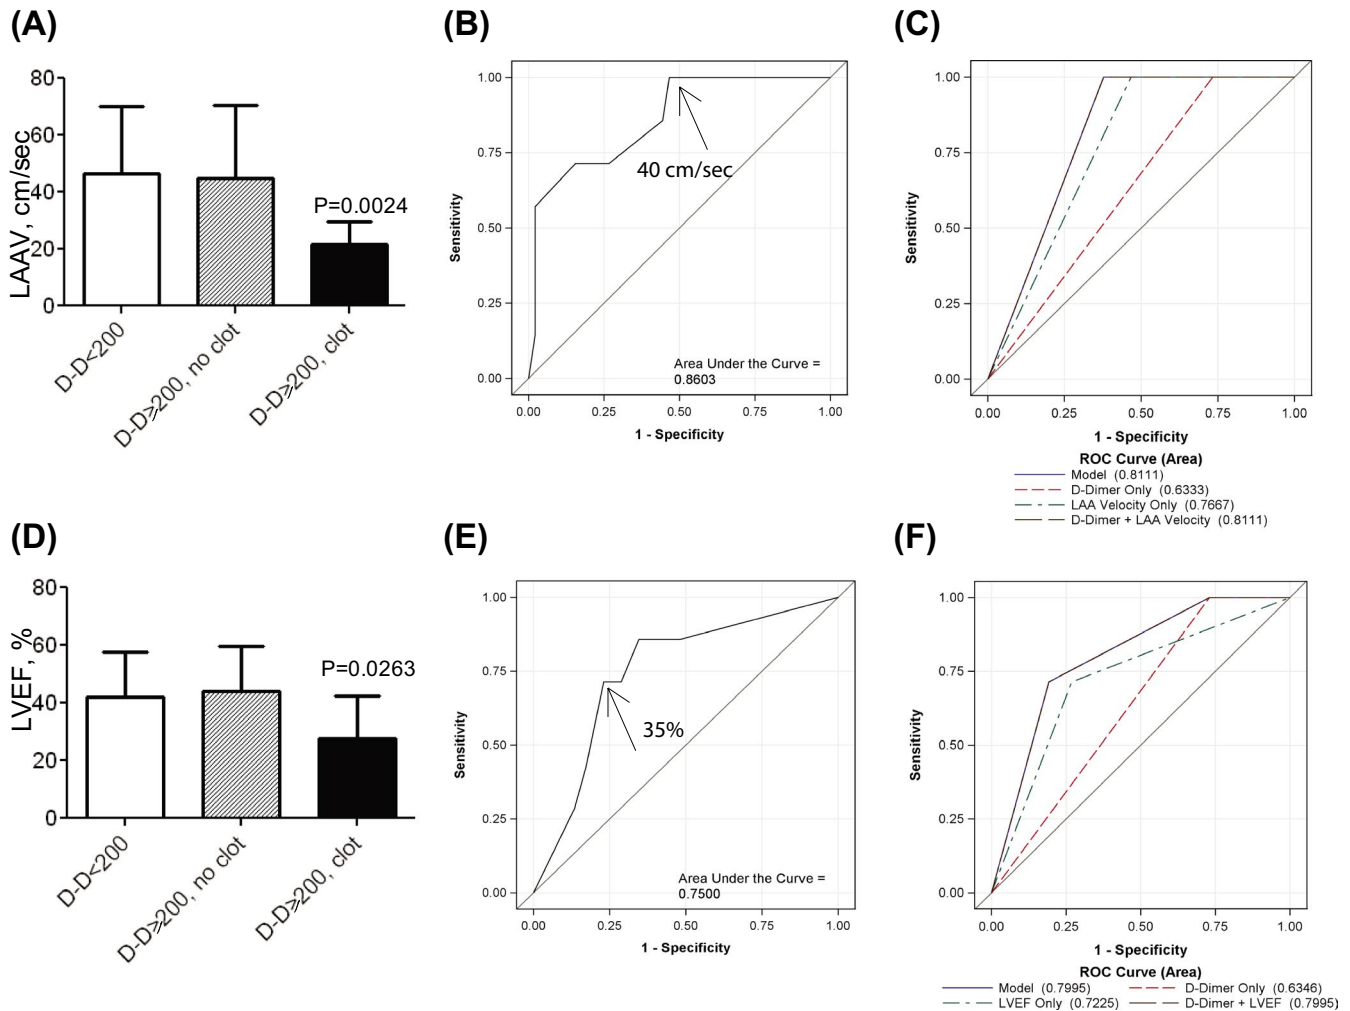 (A)
80
60
40
20
0
LAAV, cm/sec
P=0.0024
D-D<200
D-D⩾200, no clot
D-D⩾200, clot
(B)
1.00
0.75
0.50
0.25
0.00
Sensitivity
40 cm/sec
Area Under the Curve =
0.8603
0.00 0.25 0.50 0.75 1.00
1 - Specificity
(C)
1.00
0.75
0.50
0.25
0.00
Sensitivity
0.00 0.25 0.50 0.75 1.00
1 - Specificity
ROC Curve (Area)
Model (0.8111)
D-Dimer Only (0.6333)
LAA Velocity Only (0.7667)
D-Dimer + LAA Velocity (0.8111)
(D)
80
60
40
20
0
LVEF, %
P=0.0263
D-D<200
D-D⩾200, no clot
D-D⩾200, clot
(E)
1.00
0.75
0.50
0.25
0.00
Sensitivity
35%
Area Under the Curve =
0.7500
0.00 0.25 0.50 0.75 1.00
1 - Specificity
(F)
1.00
0.75
0.50
0.25
0.00
Sensitivity
0.00 0.25 0.50 0.75 1.00
1 - Specificity
ROC Curve (Area)
Model (0.7995) D-Dimer Only (0.6346)
LVEF Only (0.7225) D-Dimer + LVEF (0.7995)